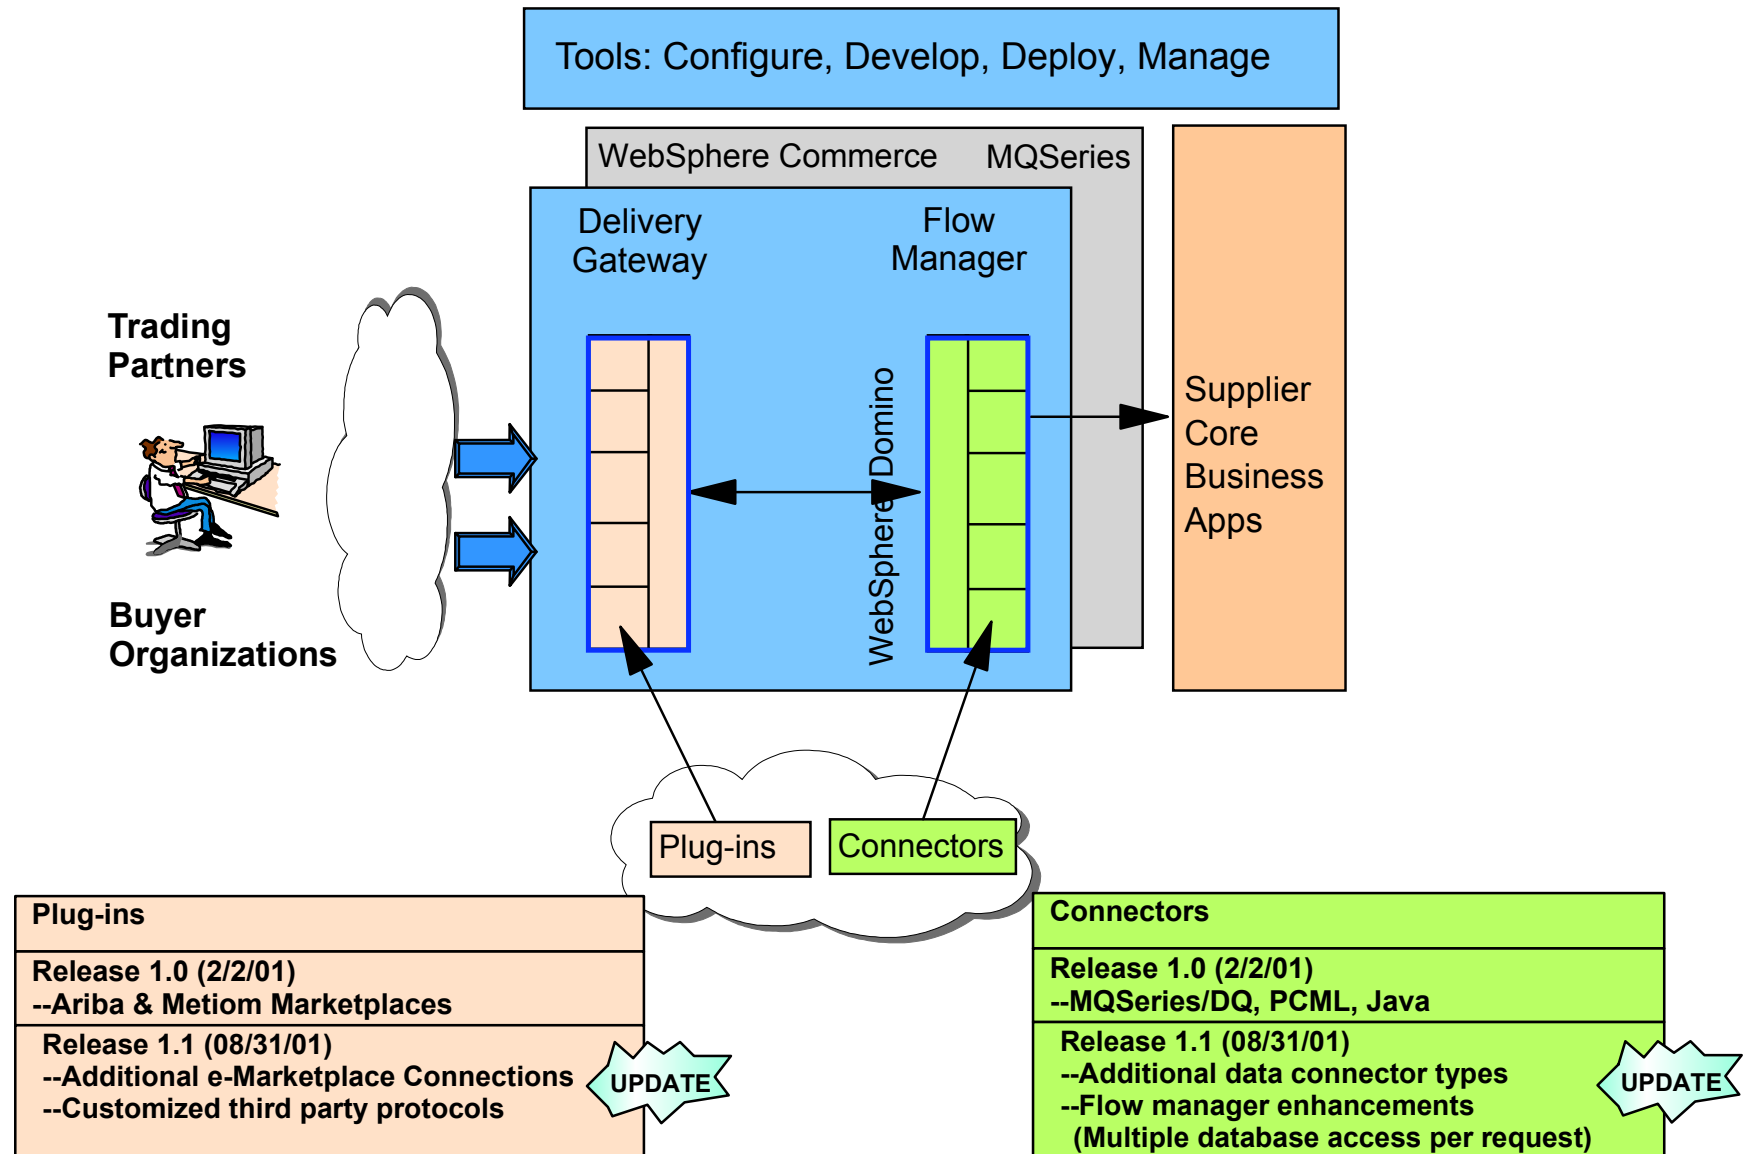 Tools: Configure, Develop, Deploy, Manage
WebSphere Commerce
MQSeries
Delivery
Gateway
Flow
Manager
Trading
Partners
Buyer
Organizations
WebSphere
Domino
Supplier
Core
Business
Apps
Plug-ins
Connectors
Plug-ins
Release 1.0 (2/2/01)
--Ariba & Metiom Marketplaces
Release 1.1 (08/31/01)
--Additional e-Marketplace Connections
--Customized third party protocols
UPDATE
Connectors
Release 1.0 (2/2/01)
--MQSeries/DQ, PCML, Java
Release 1.1 (08/31/01)
--Additional data connector types
--Flow manager enhancements
(Multiple database access per request)
UPDATE